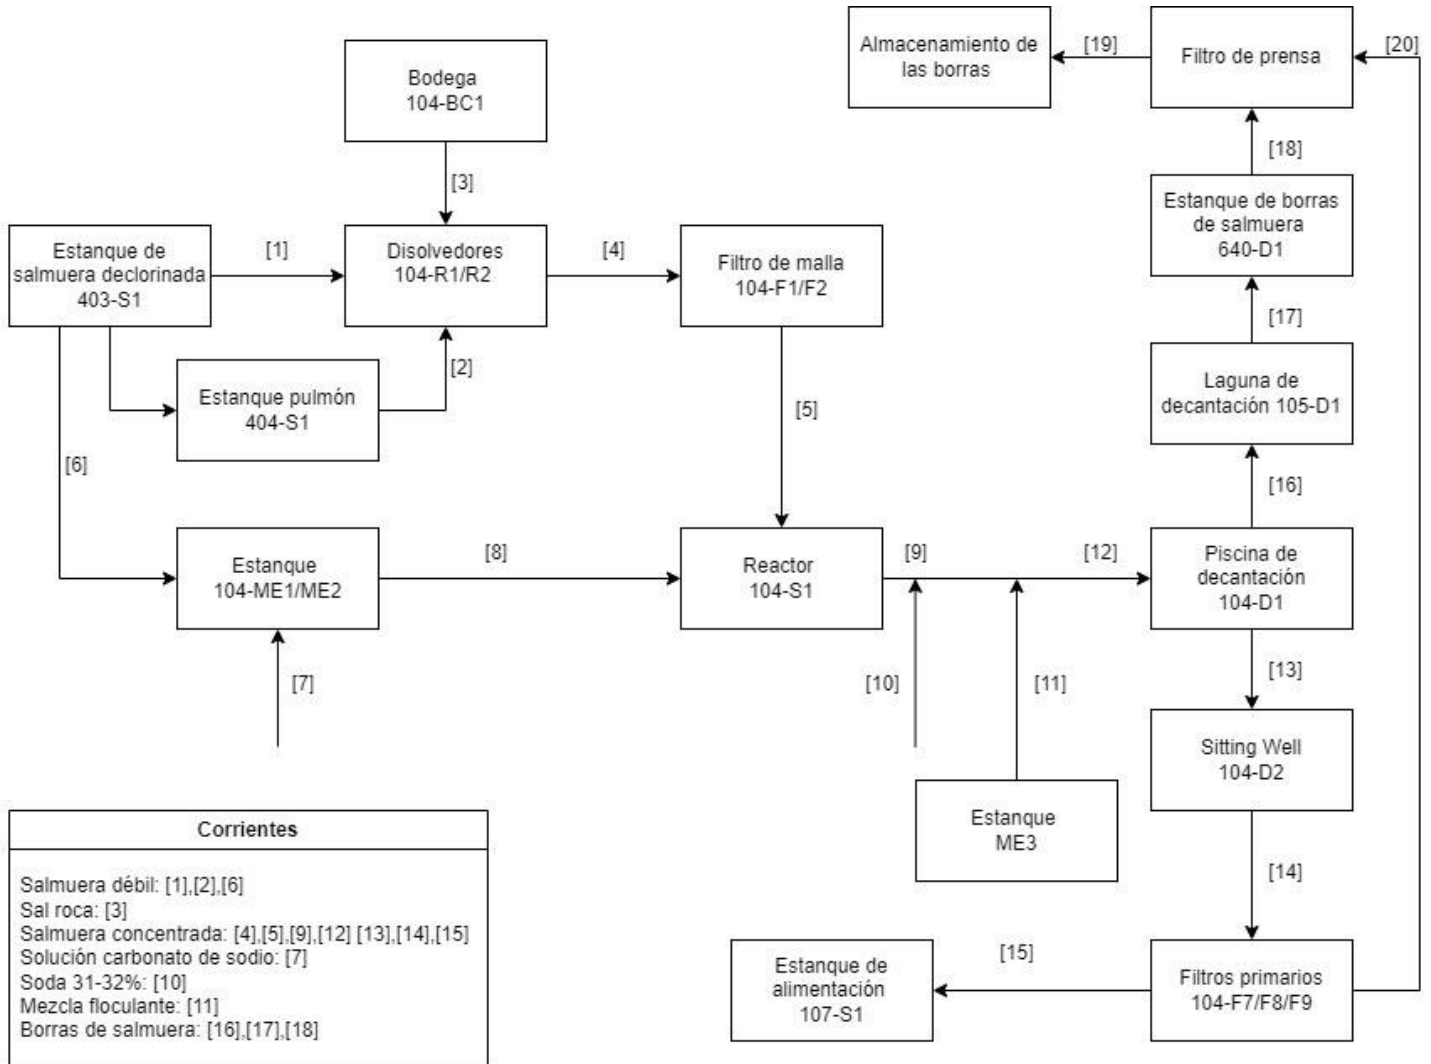 Almacenamiento de
las borras
[19]
Filtro de prensa
[20]
Bodega
104-BC1
[3]
[18]
Estanque de borras
de salmuera
640-D1
Estanque de
salmuera declorinada
403-S1
[1]
Disolvedores
104-R1/R2
[4]
Filtro de malla
104-F1/F2
[17]
Estanque pulmón
404-S1
[2]
Laguna de
decantación 105-D1
[5]
[6]
[16]
Estanque
104-ME1/ME2
[8]
Reactor
104-S1
[9]
[12]
Piscina de
decantación
104-D1
[7]
[10]
[11]
[13]
Sitting Well
104-D2
Estanque
ME3
[14]
Corrientes
Salmuera débil: [1],[2],[6]
Sal roca: [3]
Salmuera concentrada: [4],[5],[9],[12] [13],[14],[15]
Solución carbonato de sodio: [7]
Soda 31-32%: [10]
Mezcla floculante: [11]
Borras de salmuera: [16],[17],[18]
Estanque de
alimentación
107-S1
[15]
Filtros primarios
104-F7/F8/F9